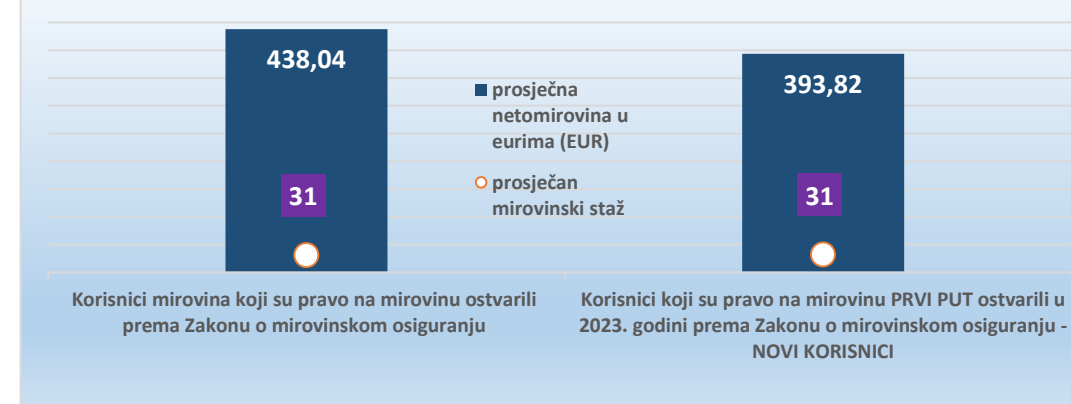 438,04
393,82
prosječna
netomirovina u
eurima (EUR)
prosječan
mirovinski staž
31
31
Korisnici mirovina koji su pravo na mirovinu ostvarili
prema Zakonu o mirovinskom osiguranju
Korisnici koji su pravo na mirovinu PRVI PUT ostvarili u
2023. godini prema Zakonu o mirovinskom osiguranju -
NOVI KORISNICI